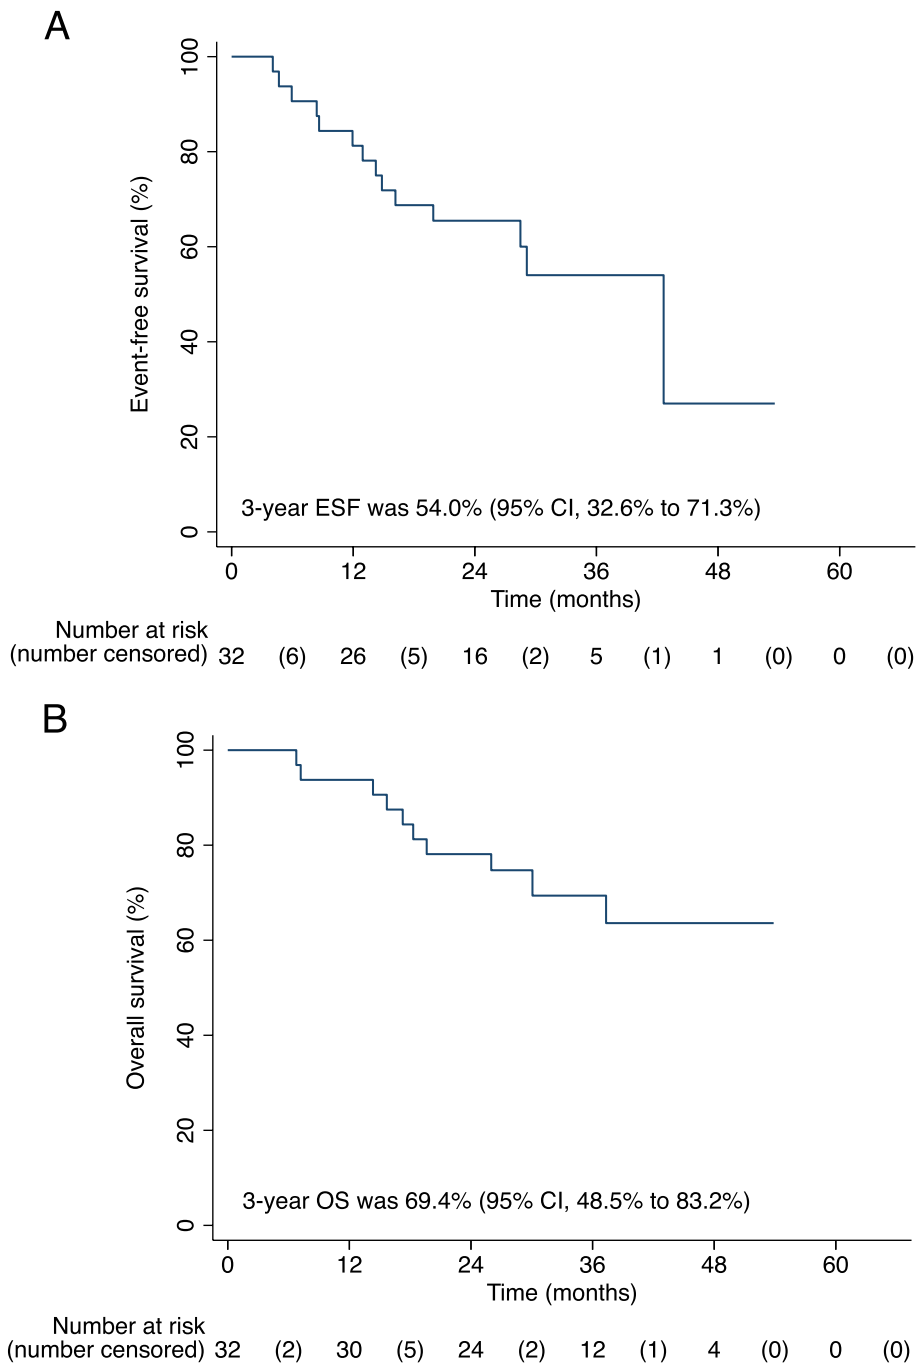 A
100
80
60
40
20
0
Event-free survival (%)
3-year ESF was 54.0% (95% CI, 32.6% to 71.3%)
0 12 24 36 48 60
Time (months)
Number at risk
(number censored) 32 (6) 26 (5) 16 (2) 5 (1) 1 (0) 0 (0)
B
100
80
60
40
20
0
Overall survival (%)
3-year OS was 69.4% (95% CI, 48.5% to 83.2%)
0 12 24 36 48 60
Time (months)
Number at risk
(number censored) 32 (2) 30 (5) 24 (2) 12 (1) 4 (0) 0 (0)